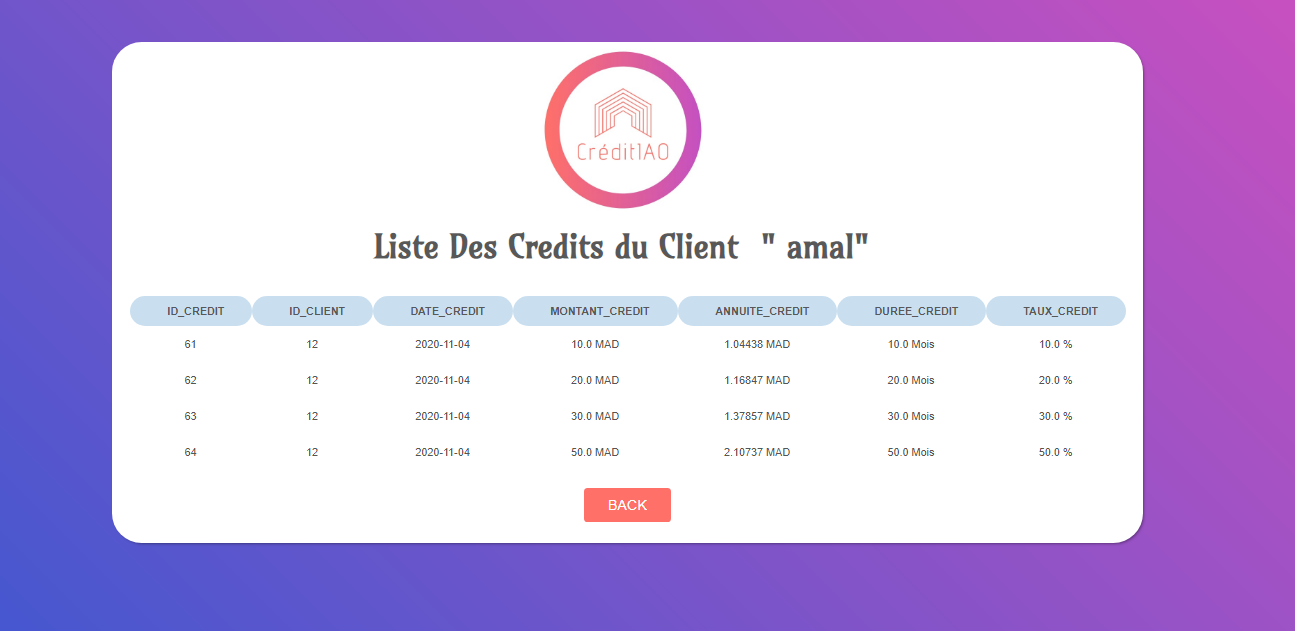 Crédit1AO
Liste Des Credits du Client " amal"
ID_CREDIT ID_CLIENT DATE_CREDIT MONTANT_CREDIT ANNUITE_CREDIT DUREE_CREDIT TAUX_CREDIT
61 12 2020-11-04 10.0 MAD 1.04438 MAD 10.0 Mois 10.0 %
62 12 2020-11-04 20.0 MAD 1.16847 MAD 20.0 Mois 20.0 %
63 12 2020-11-04 30.0 MAD 1.37857 MAD 30.0 Mois 30.0 %
64 12 2020-11-04 50.0 MAD 2.10737 MAD 50.0 Mois 50.0 %
BACK